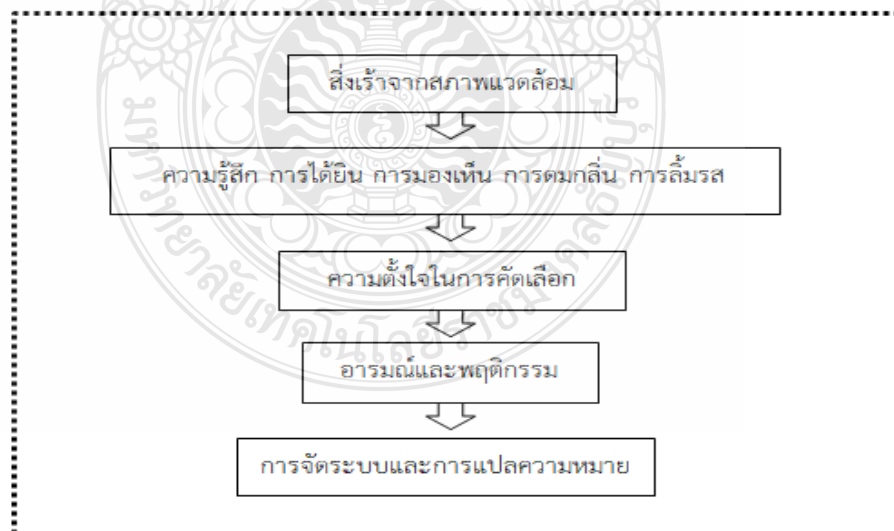 สิ่งเร้าจากสภาพแวดล้อม
ความรู้สึก การได้ยิน การมองเห็น การดมกลิ่น การลิ้มรส
ความตั้งใจในการคัดเลือก
อารมณ์และพฤติกรรม
การจัดระบบและการแปลความหมาย